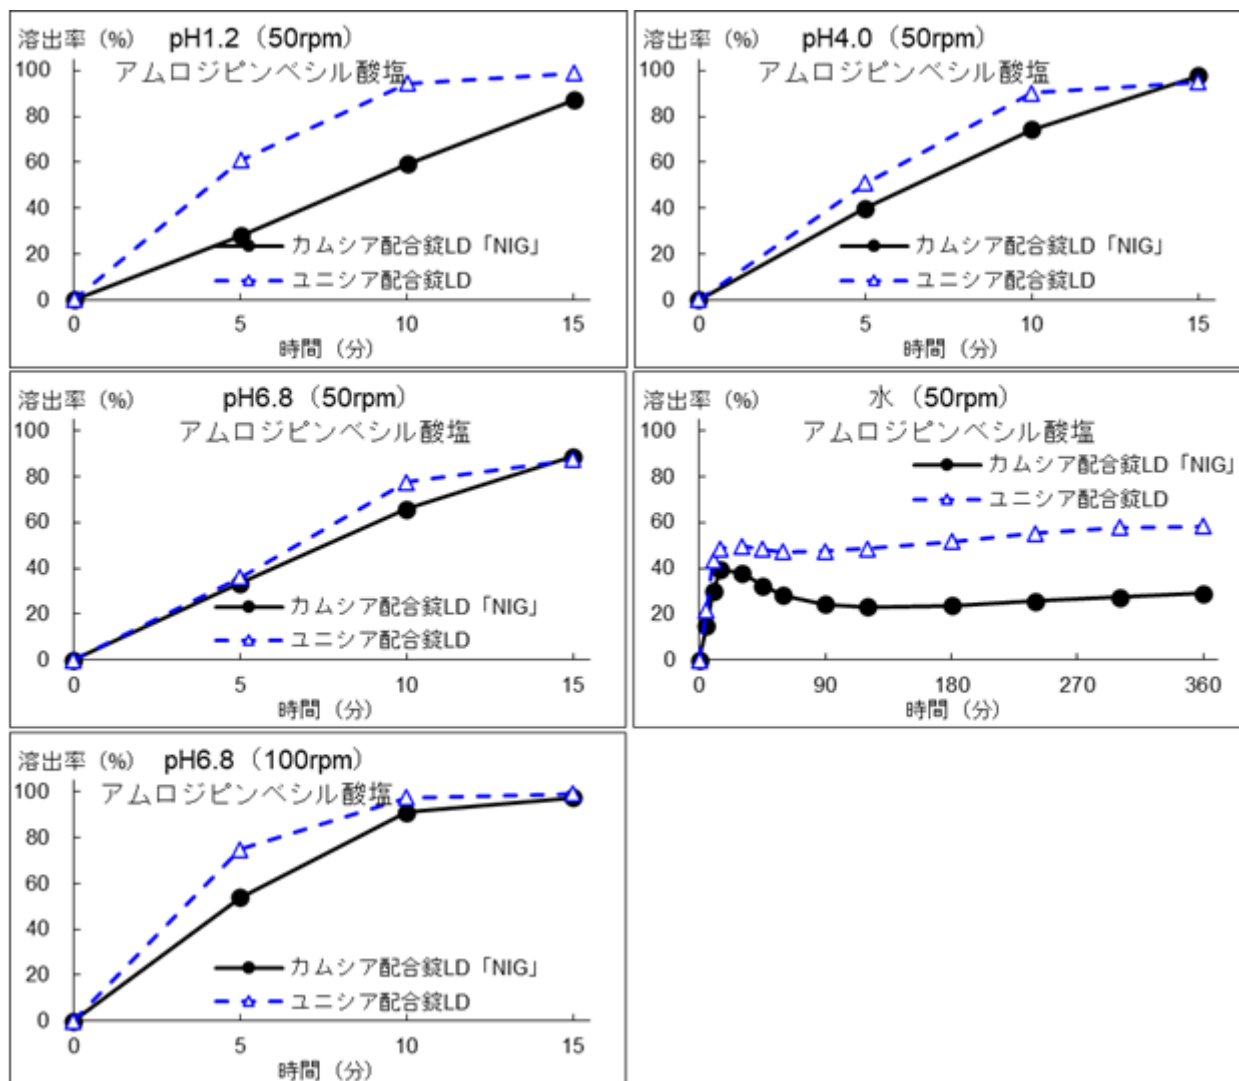 溶出率（%） pH1.2（50rpm）
アムロジピンベシル酸塩
100
80
60
40
20
0
カムシア配合錠LD「NIG」
ユニシア配合錠LD
0 5 10 15
時間（分）
溶出率（%） pH4.0（50rpm）
アムロジピンベシル酸塩
100
80
60
40
20
0
カムシア配合錠LD「NIG」
ユニシア配合錠LD
0 5 10 15
時間（分）
溶出率（%） pH6.8（50rpm）
アムロジピンベシル酸塩
100
80
60
40
20
0
カムシア配合錠LD「NIG」
ユニシア配合錠LD
0 5 10 15
時間（分）
溶出率（%） 水（50rpm）
アムロジピンベシル酸塩
100
80
60
40
20
0
カムシア配合錠LD「NIG」
ユニシア配合錠LD
0 90 180 270 360
時間（分）
溶出率（%） pH6.8（100rpm）
アムロジピンベシル酸塩
100
80
60
40
20
0
カムシア配合錠LD「NIG」
ユニシア配合錠LD
0 5 10 15
時間（分）